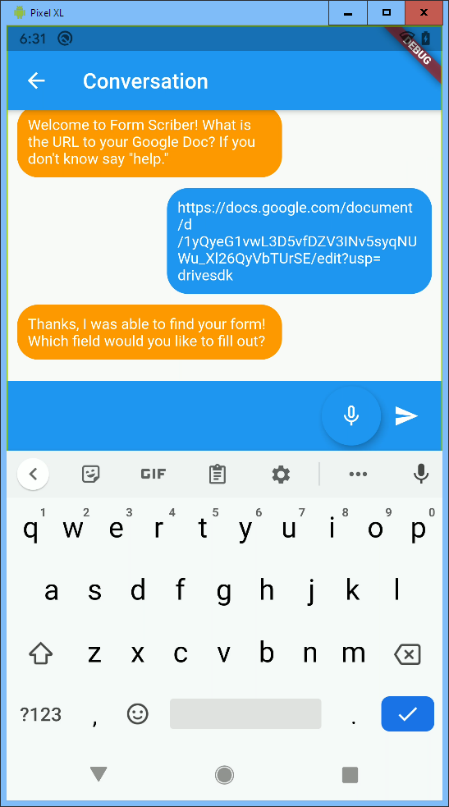 Pixel XL
6:31
DEBUG
Conversation
Welcome to Form Scriber! What is
the URL to your Google Doc? If you
don't know say "help."
https://docs.google.com/document
/d
/1yQyeG1vwL3D5vfDZV3INv5syqNU
Wu_Xl26QyVbTUrSE/edit?usp=
drivesdk
Thanks, I was able to find your form!
Which field would you like to fill out?
GIF
1 2 3 4 5 6 7 8 9 0
q w e r t y u i o p
a s d f g h j k l
z x c v b n m
?123 , .